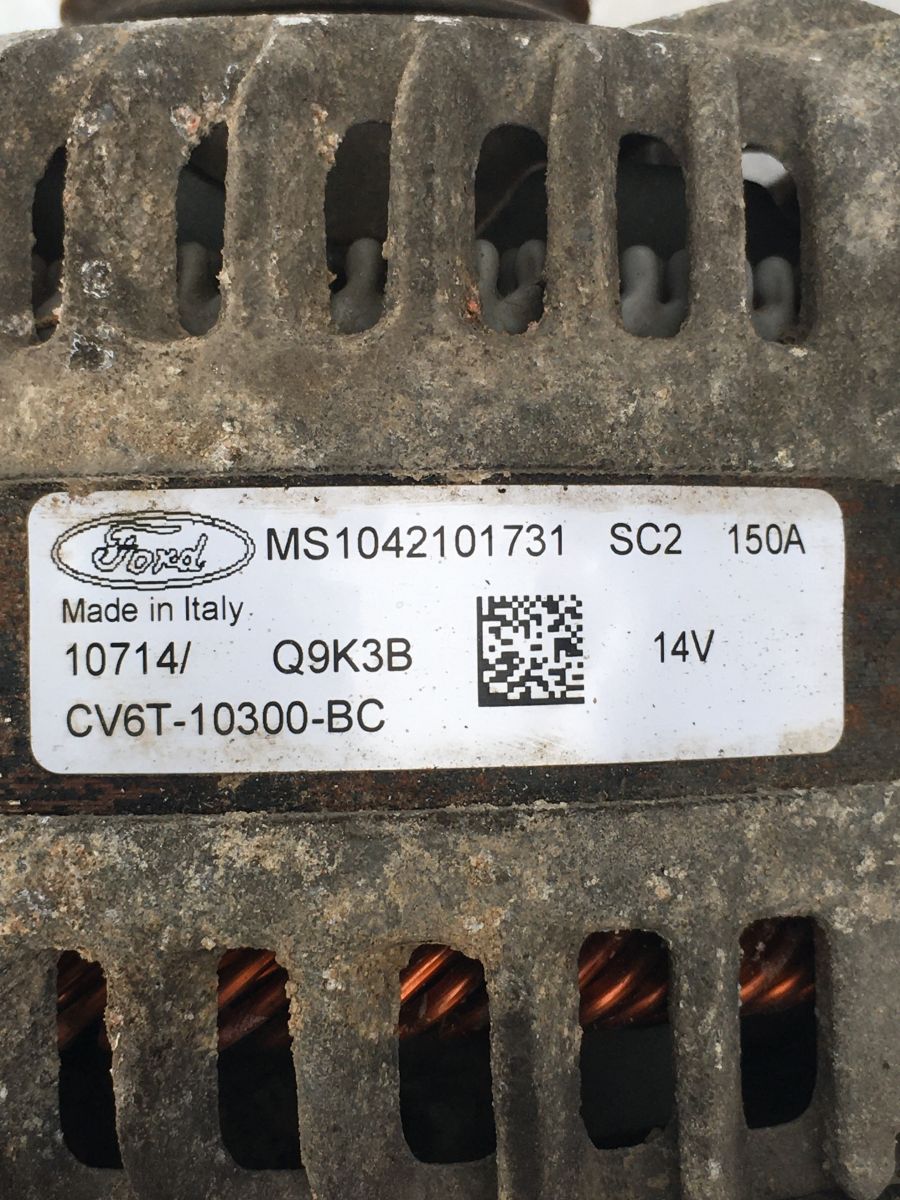 Ford MS1042101731 SC2 150A
Made in Italy
10714/ Q9K3B 14V
CV6T-10300-BC